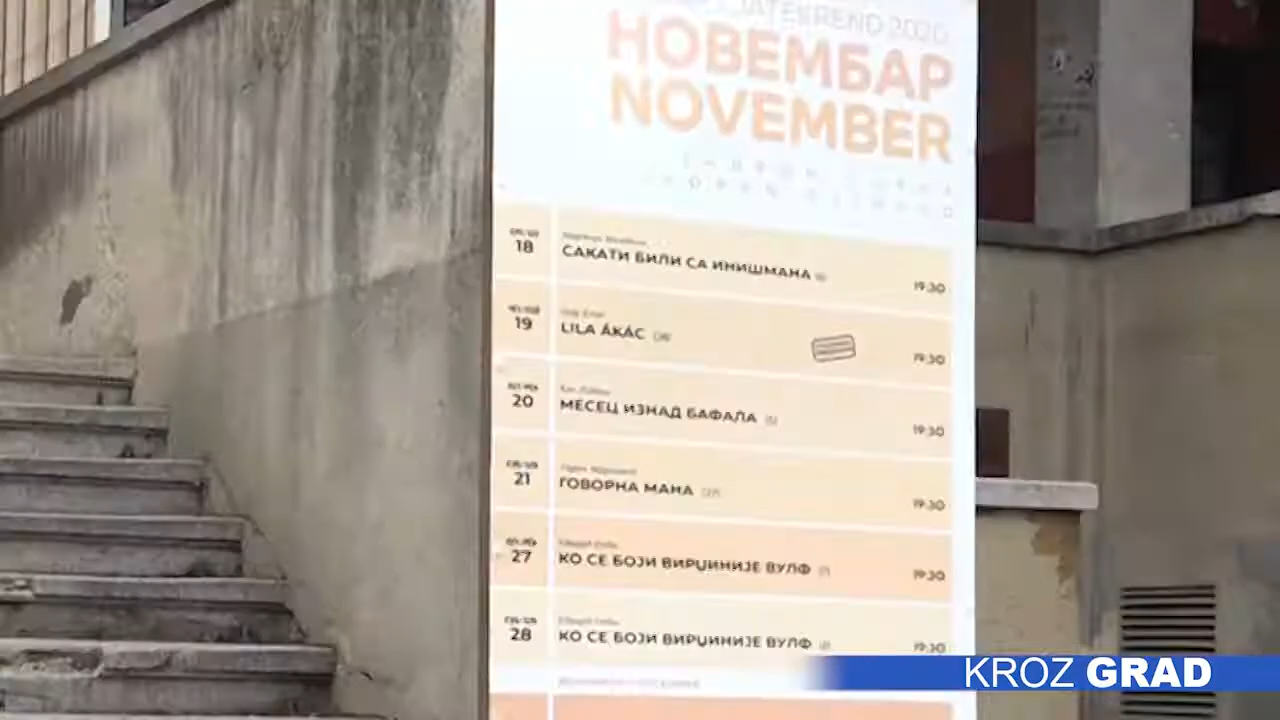 2020.
НОВЕМБАР
NOVEMBER
18
САКАТИ БИЛИ СА ИНИШМАНА
19:30
19
LILA ÁKÁC
19:30
20
МЕСЕЦ ИЗНАД БАФАЛА
19:30
21
ГОВОРНА МАНА
19:30
27
КО СЕ БОЈИ ВИРЏИНИЈЕ ВУЛФ
19:30
28
КО СЕ БОЈИ ВИРЏИНИЈЕ ВУЛФ
19:30
KROZ GRAD